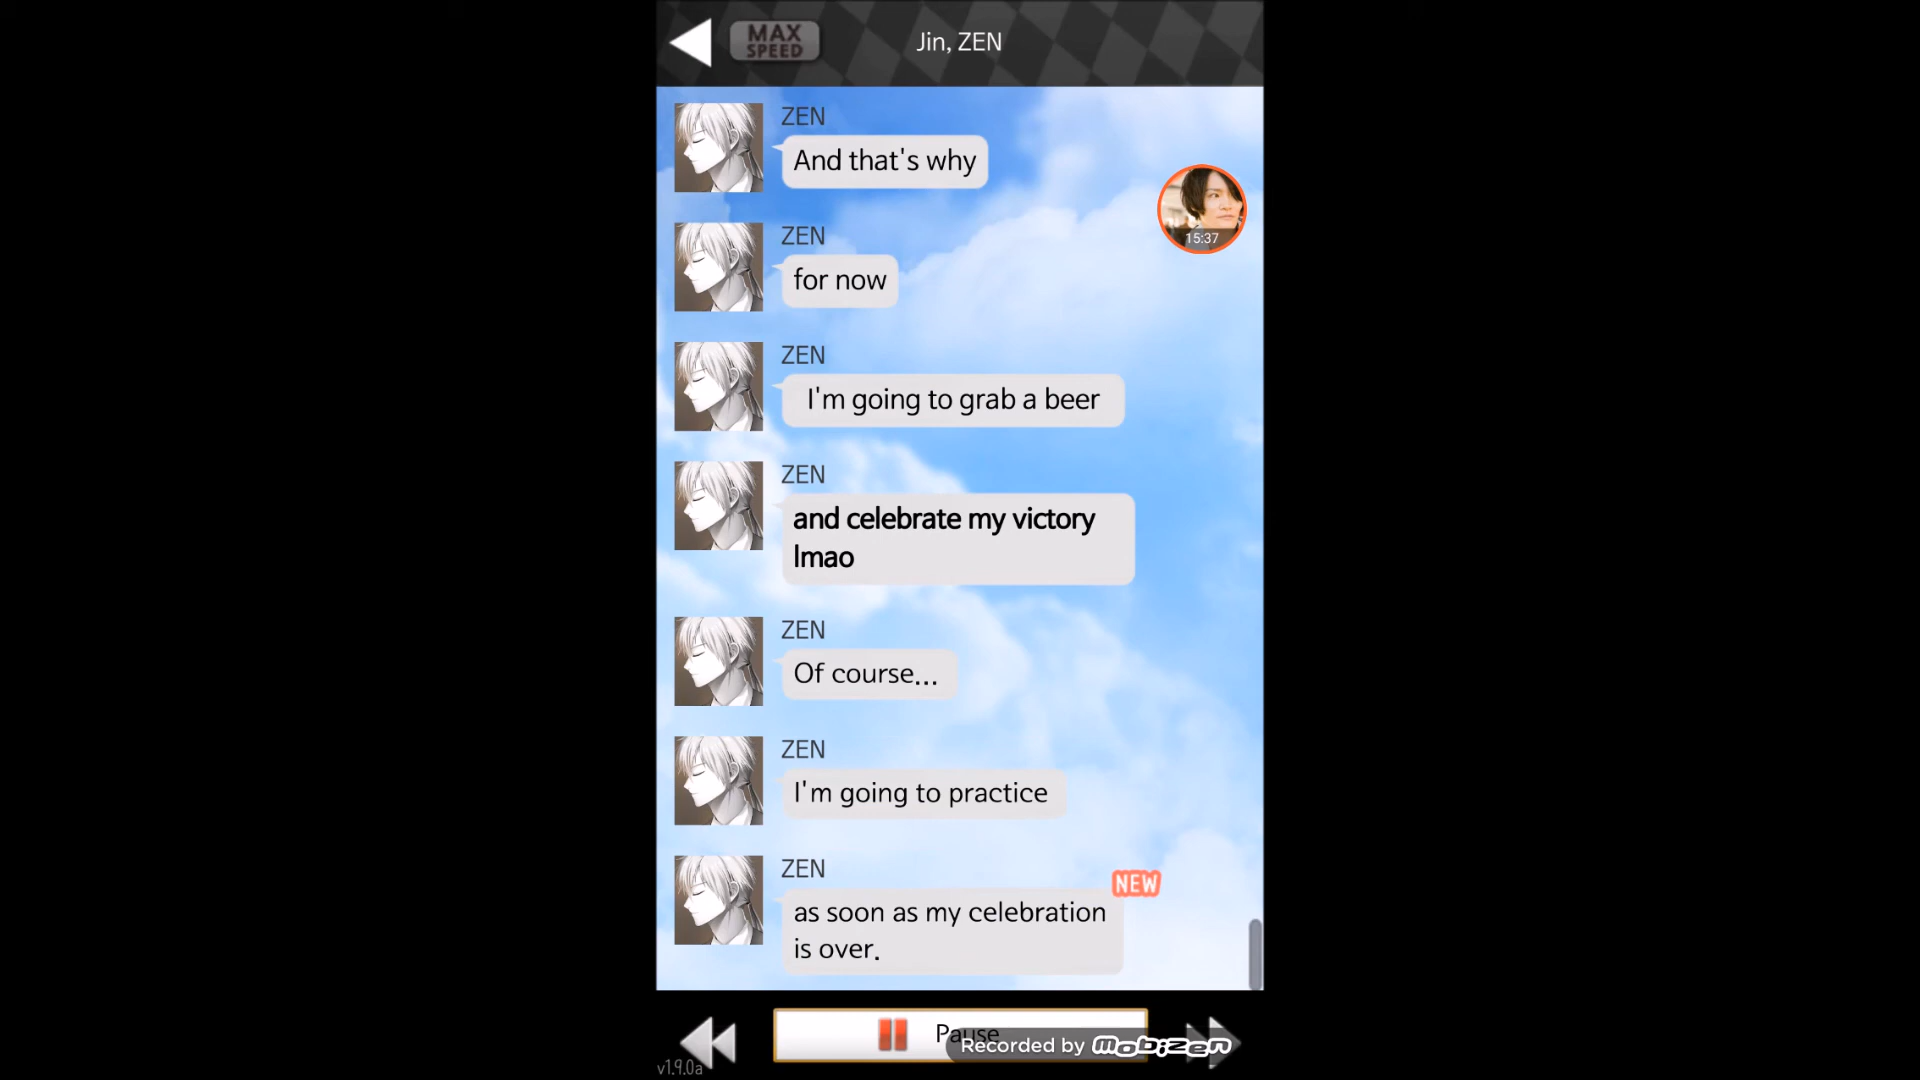 MAX
SPEED
Jin, ZEN
ZEN
And that's why
15:37
ZEN
for now
ZEN
I'm going to grab a beer
ZEN
and celebrate my victory
lmao
ZEN
Of course...
ZEN
I'm going to practice
ZEN
NEW
as soon as my celebration
is over.
Pause
Recorded by mobizen
v1.9.0a